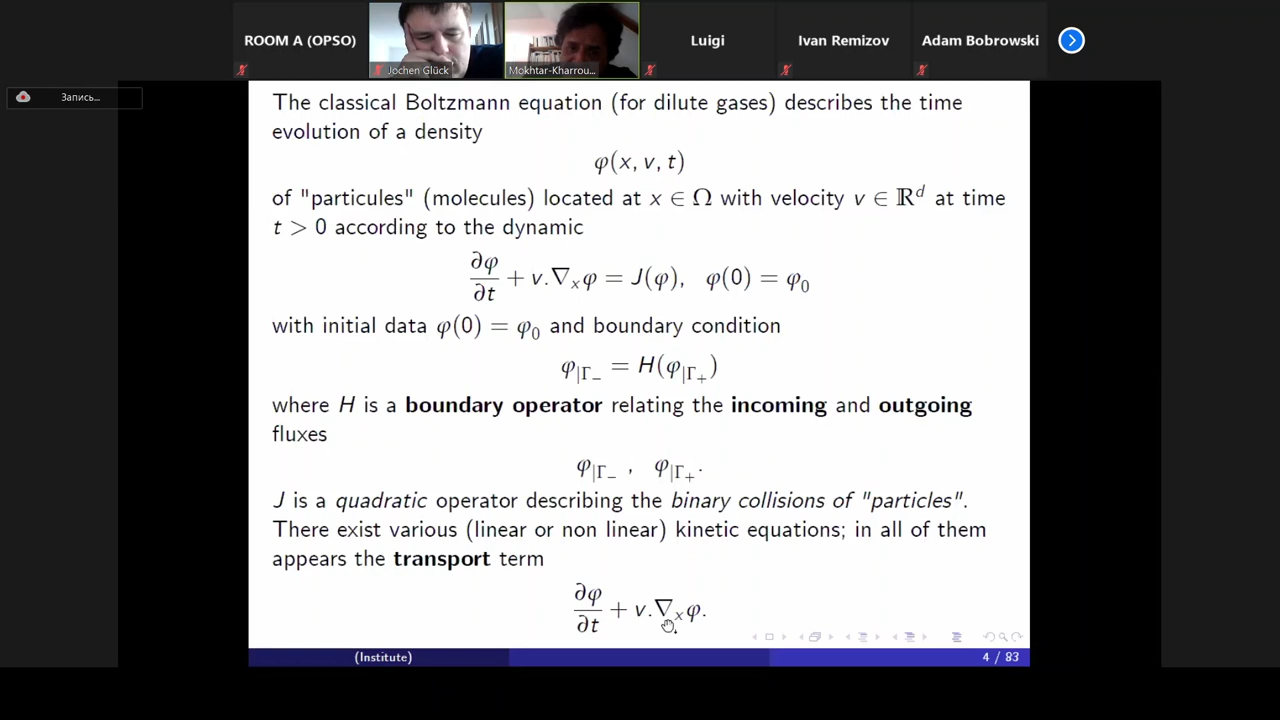 ROOM A (OPSO)
Jochen Glück
Mokhtar-Kharrou...
Luigi
Ivan Remizov
Adam Bobrowski
Запись...
The classical Boltzmann equation (for dilute gases) describes the time
evolution of a density
φ(x, v, t)
of "particules" (molecules) located at x ∈ Ω with velocity v ∈ ℝ^d at time
t > 0 according to the dynamic
∂φ/∂t + v.∇_x φ = J(φ), φ(0) = φ_0
with initial data φ(0) = φ_0 and boundary condition
φ_{|Γ_−} = H(φ_{|Γ_+})
where H is a boundary operator relating the incoming and outgoing
fluxes
φ_{|Γ_−} , φ_{|Γ_+}.
J is a quadratic operator describing the binary collisions of "particles".
There exist various (linear or non linear) kinetic equations; in all of them
appears the transport term
∂φ/∂t + v.∇_x φ.
(Institute)
4 / 83